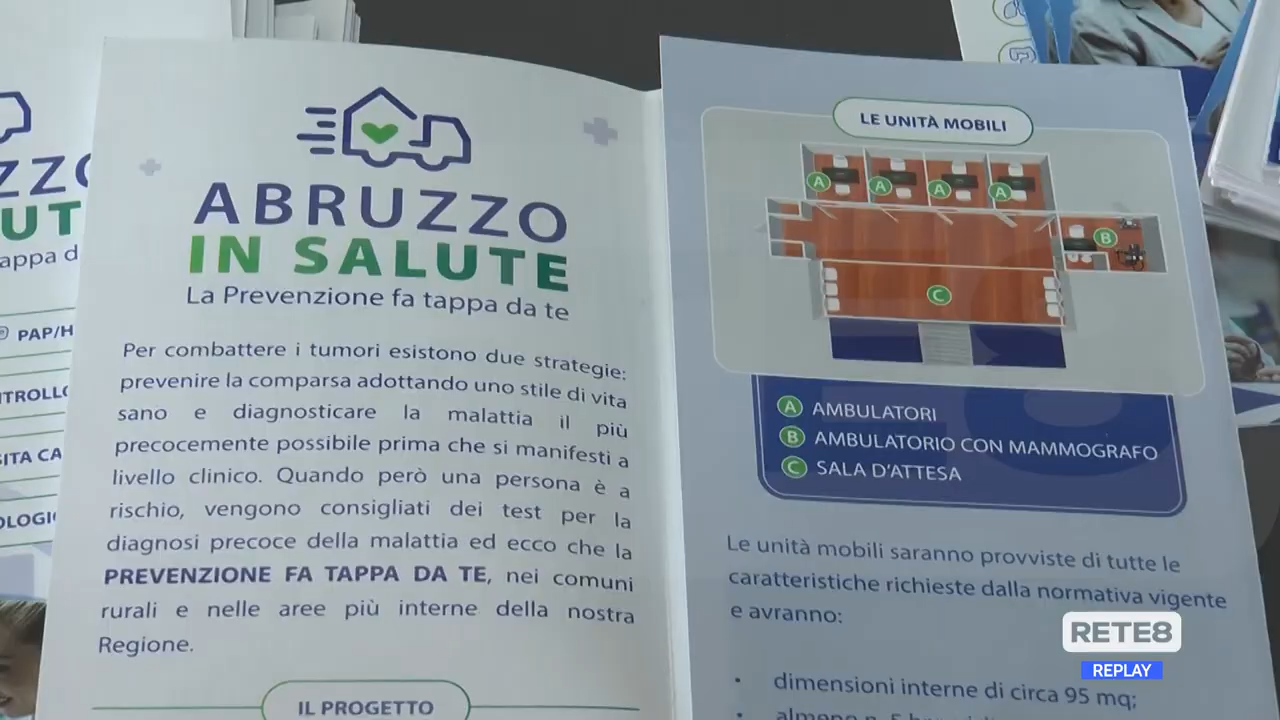 ABRUZZO
IN SALUTE
La Prevenzione fa tappa da te
Per combattere i tumori esistono due strategie:
prevenire la comparsa adottando uno stile di vita
sano e diagnosticare la malattia il più
precocemente possibile prima che si manifesti a
livello clinico. Quando però una persona è a
rischio, vengono consigliati dei test per la
diagnosi precoce della malattia ed ecco che la
PREVENZIONE FA TAPPA DA TE, nei comuni
rurali e nelle aree più interne della nostra
Regione.
IL PROGETTO
LE UNITÀ MOBILI
A
A
A
A
B
C
A AMBULATORI
B AMBULATORIO CON MAMMOGRAFO
C SALA D'ATTESA
Le unità mobili saranno provviste di tutte le
caratteristiche richieste dalla normativa vigente
e avranno:
• dimensioni interne di circa 95 mq;
RETE8
REPLAY
PAP/H